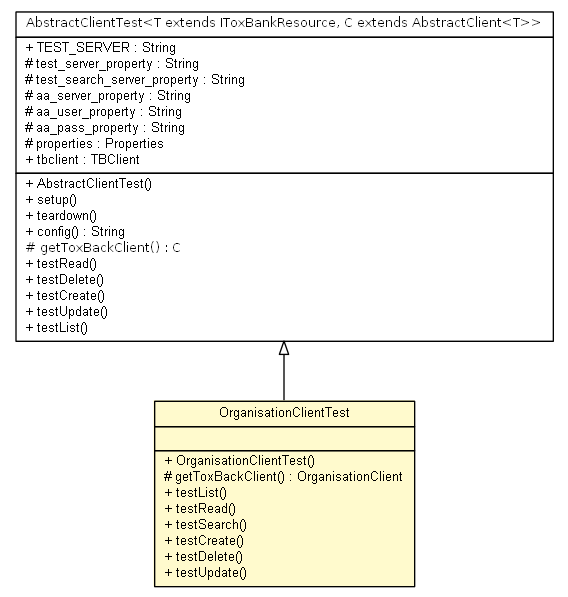 AbstractClientTest<T extends IToxBankResource, C extends AbstractClient<T>>
+ TEST_SERVER : String
# test_server_property : String
# test_search_server_property : String
# aa_server_property : String
# aa_user_property : String
# aa_pass_property : String
# properties : Properties
+ tbclient : TBClient
+ AbstractClientTest()
+ setup()
+ teardown()
+ config() : String
# getToxBackClient() : C
+ testRead()
+ testDelete()
+ testCreate()
+ testUpdate()
+ testList()
OrganisationClientTest
+ OrganisationClientTest()
# getToxBackClient() : OrganisationClient
+ testList()
+ testRead()
+ testSearch()
+ testCreate()
+ testDelete()
+ testUpdate()